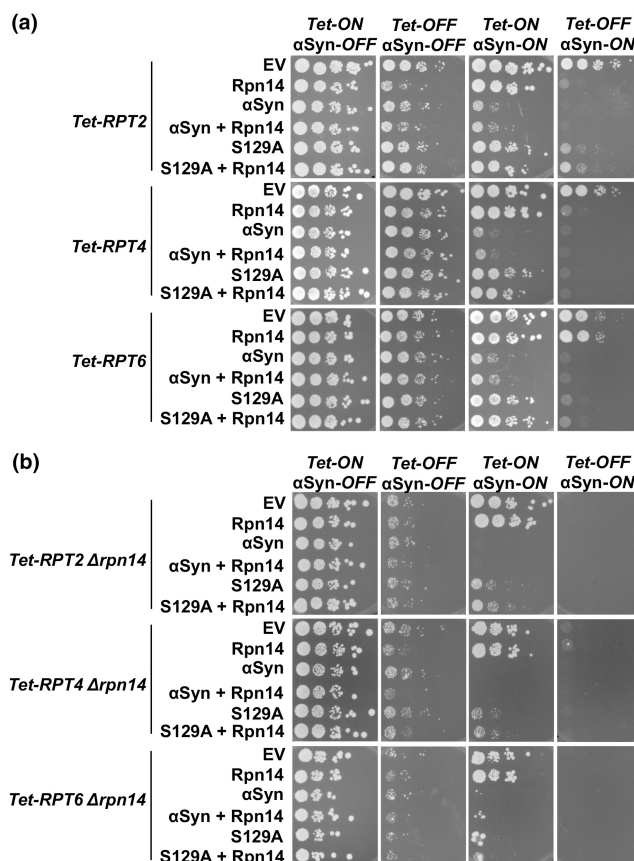 (a)
Tet-ON Tet-OFF Tet-ON Tet-OFF
αSyn-OFF αSyn-OFF αSyn-ON αSyn-ON
Tet-RPT2
EV
Rpn14
αSyn
αSyn + Rpn14
S129A
S129A + Rpn14
Tet-RPT4
EV
Rpn14
αSyn
αSyn + Rpn14
S129A
S129A + Rpn14
Tet-RPT6
EV
Rpn14
αSyn
αSyn + Rpn14
S129A
S129A + Rpn14
(b)
Tet-ON Tet-OFF Tet-ON Tet-OFF
αSyn-OFF αSyn-OFF αSyn-ON αSyn-ON
Tet-RPT2 Δrpn14
EV
Rpn14
αSyn
αSyn + Rpn14
S129A
S129A + Rpn14
Tet-RPT4 Δrpn14
EV
Rpn14
αSyn
αSyn + Rpn14
S129A
S129A + Rpn14
Tet-RPT6 Δrpn14
EV
Rpn14
αSyn
αSyn + Rpn14
S129A
S129A + Rpn14